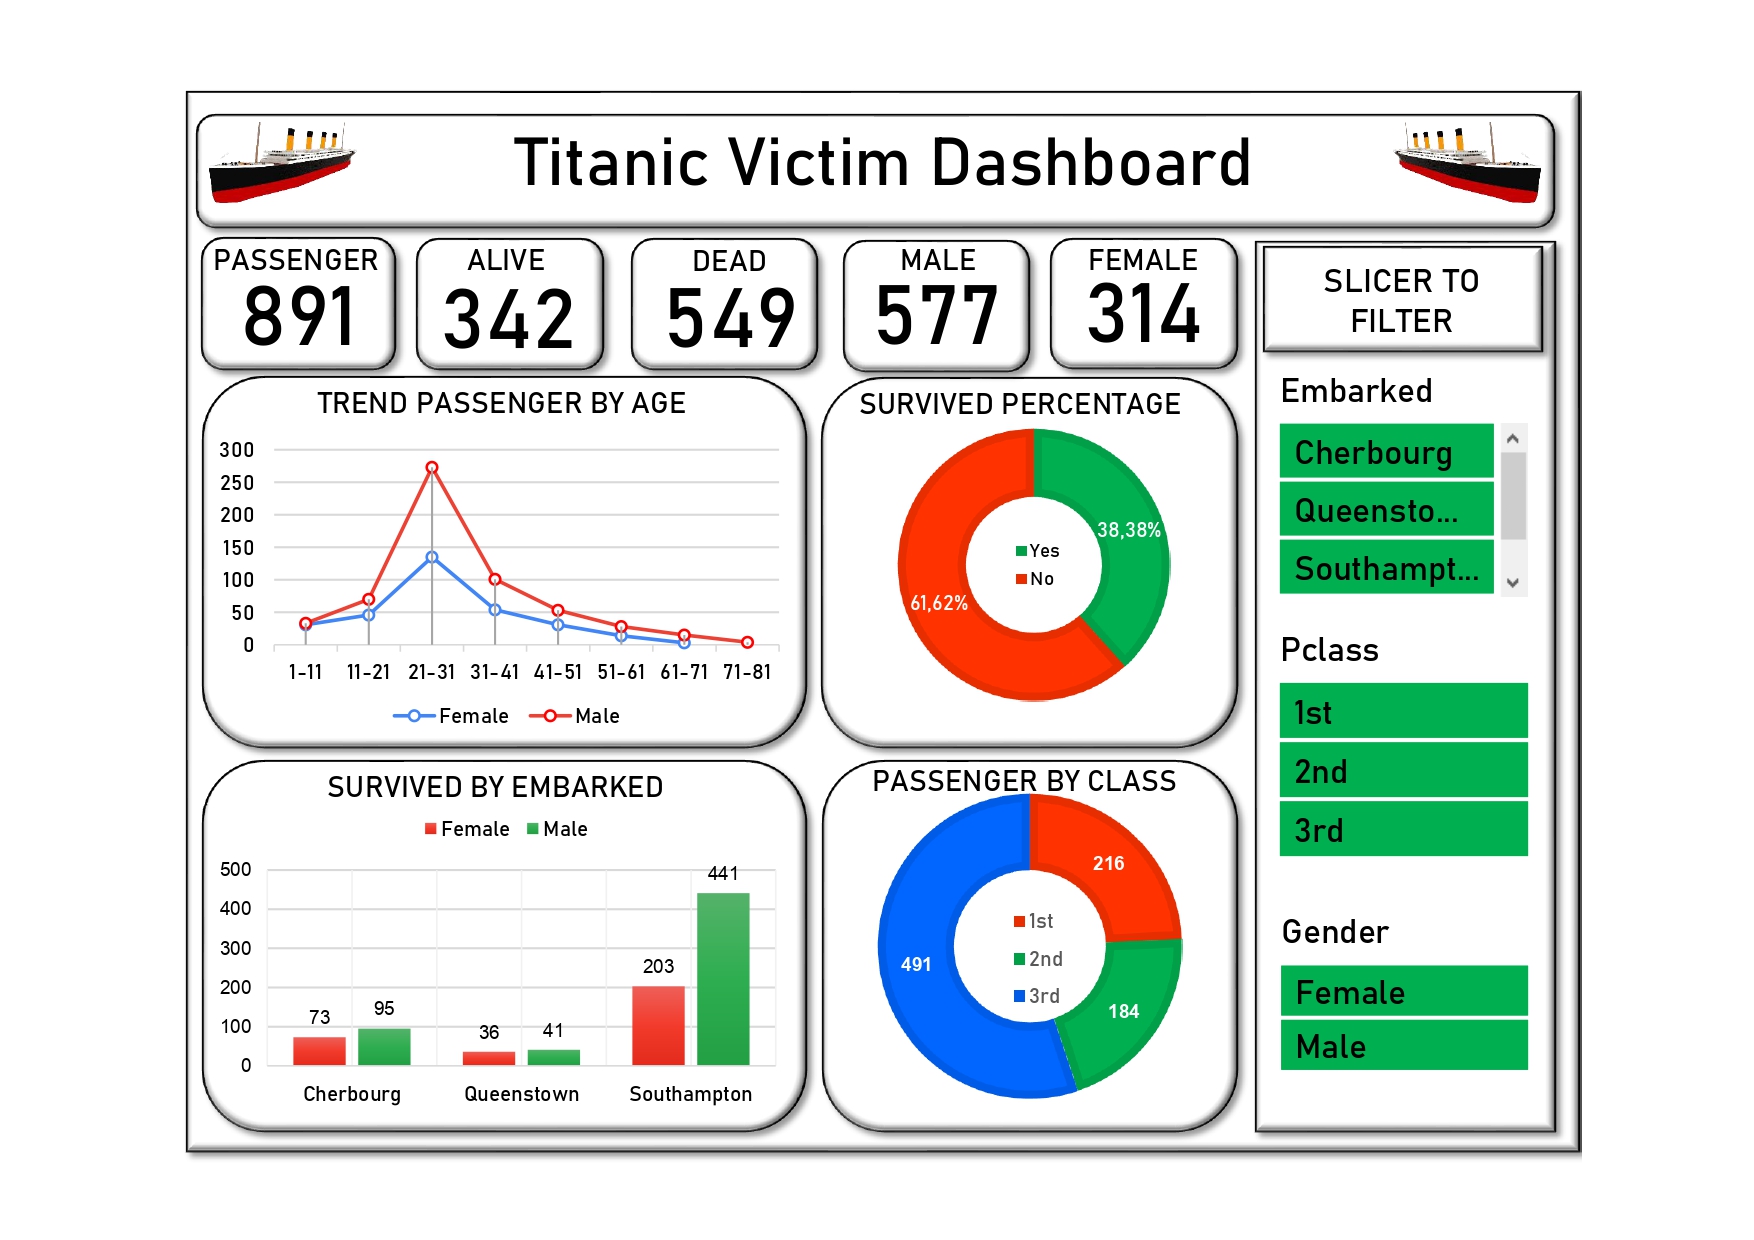 Titanic Victim Dashboard
PASSENGER
891
ALIVE
342
DEAD
549
MALE
577
FEMALE
314
SLICER TO
FILTER
TREND PASSENGER BY AGE
300
250
200
150
100
50
0
1-11 11-21 21-31 31-41 41-51 51-61 61-71 71-81
Female Male
SURVIVED PERCENTAGE
38,38%
61,62%
Yes
No
SURVIVED BY EMBARKED
Female Male
500
400
300
200
100
0
73 95 36 41 203 441
Cherbourg Queenstown Southampton
PASSENGER BY CLASS
216
184
491
1st
2nd
3rd
Embarked
Cherbourg
Queensto...
Southampt...
Pclass
1st
2nd
3rd
Gender
Female
Male